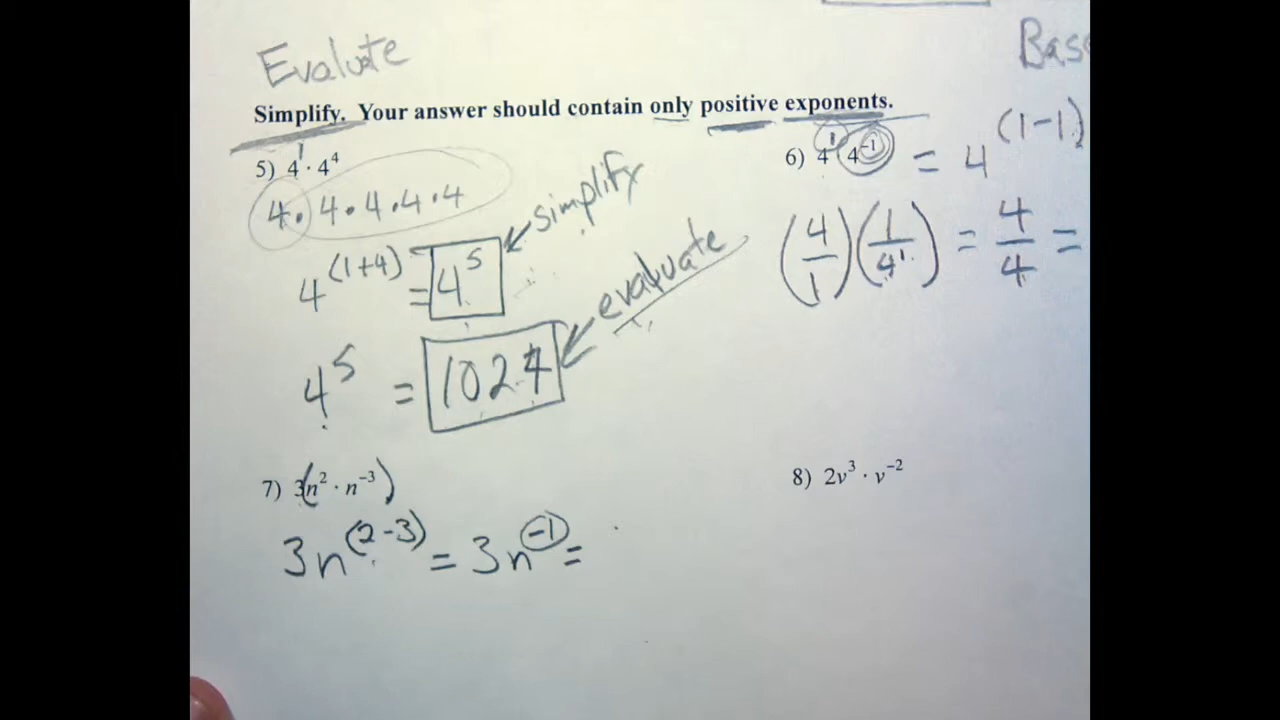 Evaluate
Bas
Simplify. Your answer should contain only positive exponents.
5) 4¹ · 4⁴
4 · 4 · 4 · 4 · 4
simplify
4⁽¹⁺⁴⁾ = 4⁵
evaluate
4⁵ = 1024
6) 4¹ · 4⁻¹ = 4⁽¹⁻¹⁾
(4/1)(1/4¹) = 4/4 =
7) 3(n² · n⁻³)
3n⁽²⁻³⁾ = 3n⁻¹ =
8) 2v³ · v⁻²